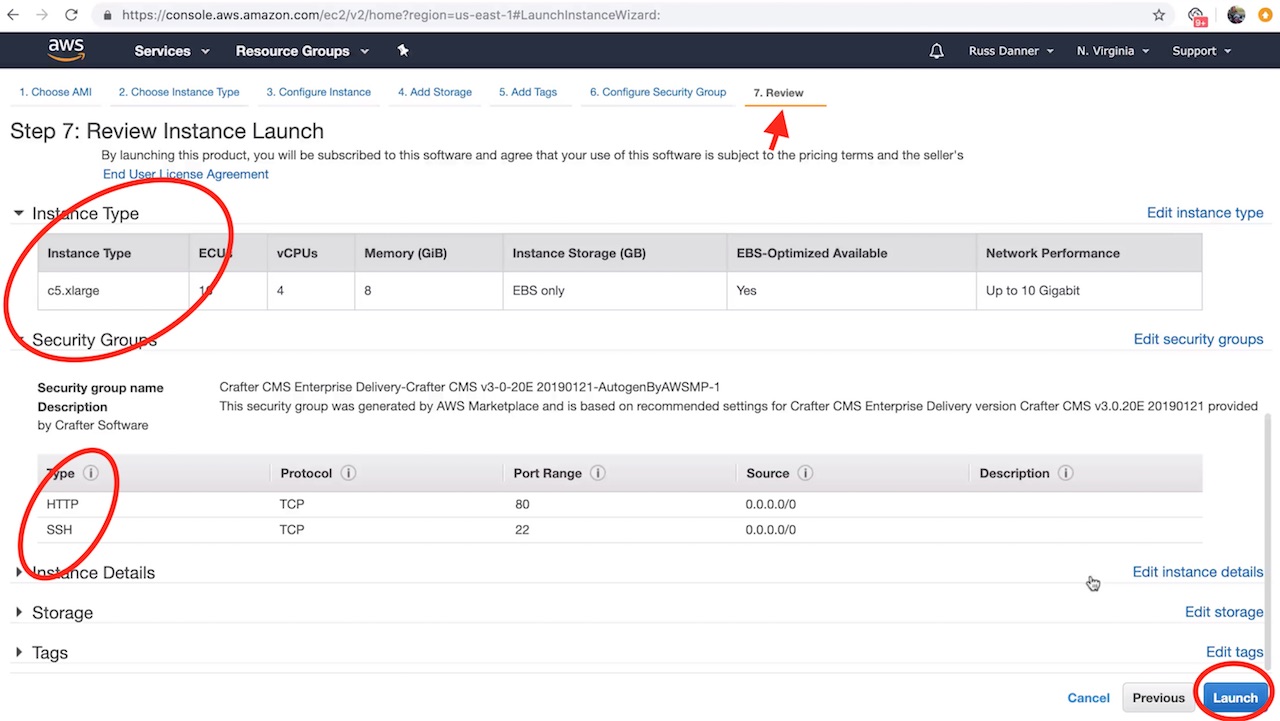 https://console.aws.amazon.com/ec2/v2/home?region=us-east-1#LaunchInstanceWizard:
9+
aws Services Resource Groups Russ Danner N. Virginia Support
1. Choose AMI 2. Choose Instance Type 3. Configure Instance 4. Add Storage 5. Add Tags 6. Configure Security Group 7. Review
Step 7: Review Instance Launch
By launching this product, you will be subscribed to this software and agree that your use of this software is subject to the pricing terms and the seller's
End User License Agreement
Instance Type Edit instance type
Instance Type ECUs vCPUs Memory (GiB) Instance Storage (GB) EBS-Optimized Available Network Performance
c5.xlarge 4 8 EBS only Yes Up to 10 Gigabit
Security Groups Edit security groups
Security group name Crafter CMS Enterprise Delivery-Crafter CMS v3-0-20E 20190121-AutogenByAWSMP-1
Description This security group was generated by AWS Marketplace and is based on recommended settings for Crafter CMS Enterprise Delivery version Crafter CMS v3.0.20E 20190121 provided
by Crafter Software
Type i Protocol i Port Range i Source i Description i
HTTP TCP 80 0.0.0.0/0
SSH TCP 22 0.0.0.0/0
Instance Details Edit instance details
Storage Edit storage
Tags Edit tags
Cancel Previous Launch